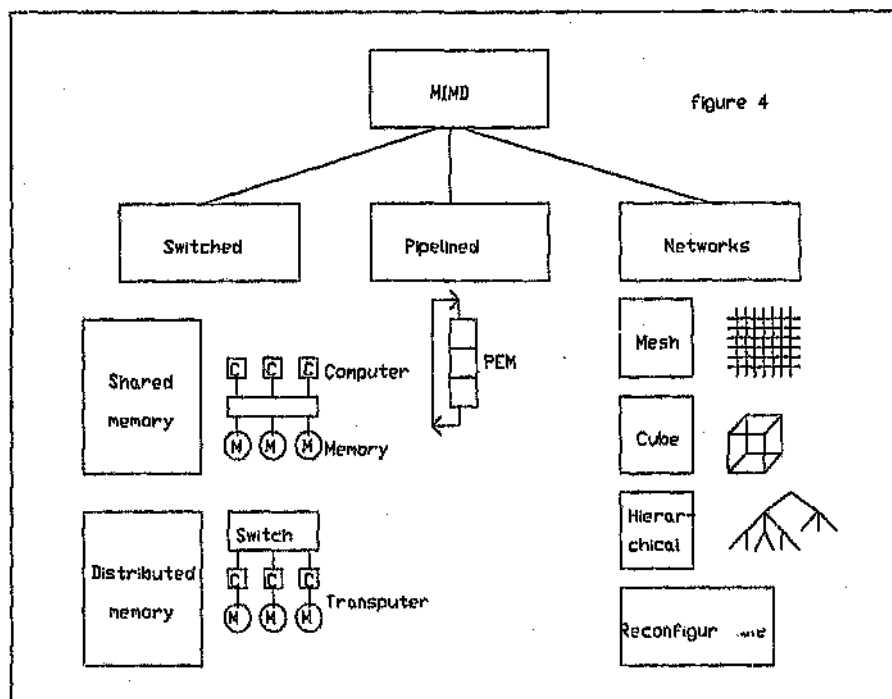 MIMD
figure 4
Switched
Pipelined
Networks
Shared
memory
C C C
Computer
M M M
Memory
PEM
Mesh
Cube
Hierar-
chical
Distributed
memory
Switch
C C C
M M M
Transputer